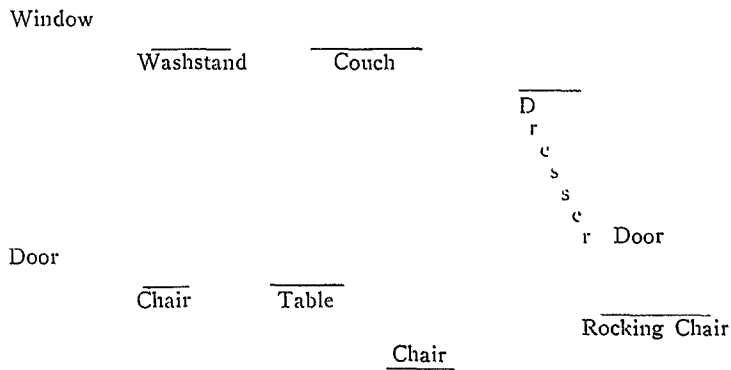 Window
Washstand Couch
Dresser
Door
Door
Chair Table
Rocking Chair
Chair